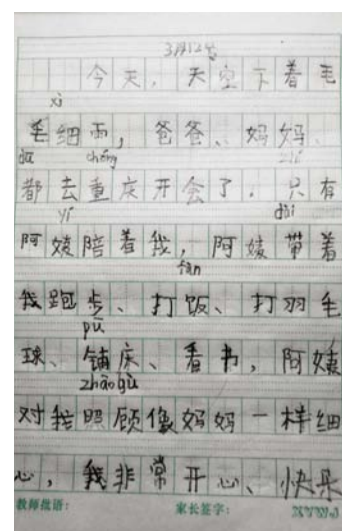 3月12号
今天，天空下着毛
xì
毛细雨，爸爸、妈妈、
dū chóng zhǐ
都去重庆开会了，只有
yí dài
阿姨陪着我，阿姨带着
fàn
我跑步、打饭、打羽毛
pū
球、铺床、看书，阿姨
zhāogù
对我照顾像妈妈一样细
心，我非常开心、快乐
教师批语： 家长签字：